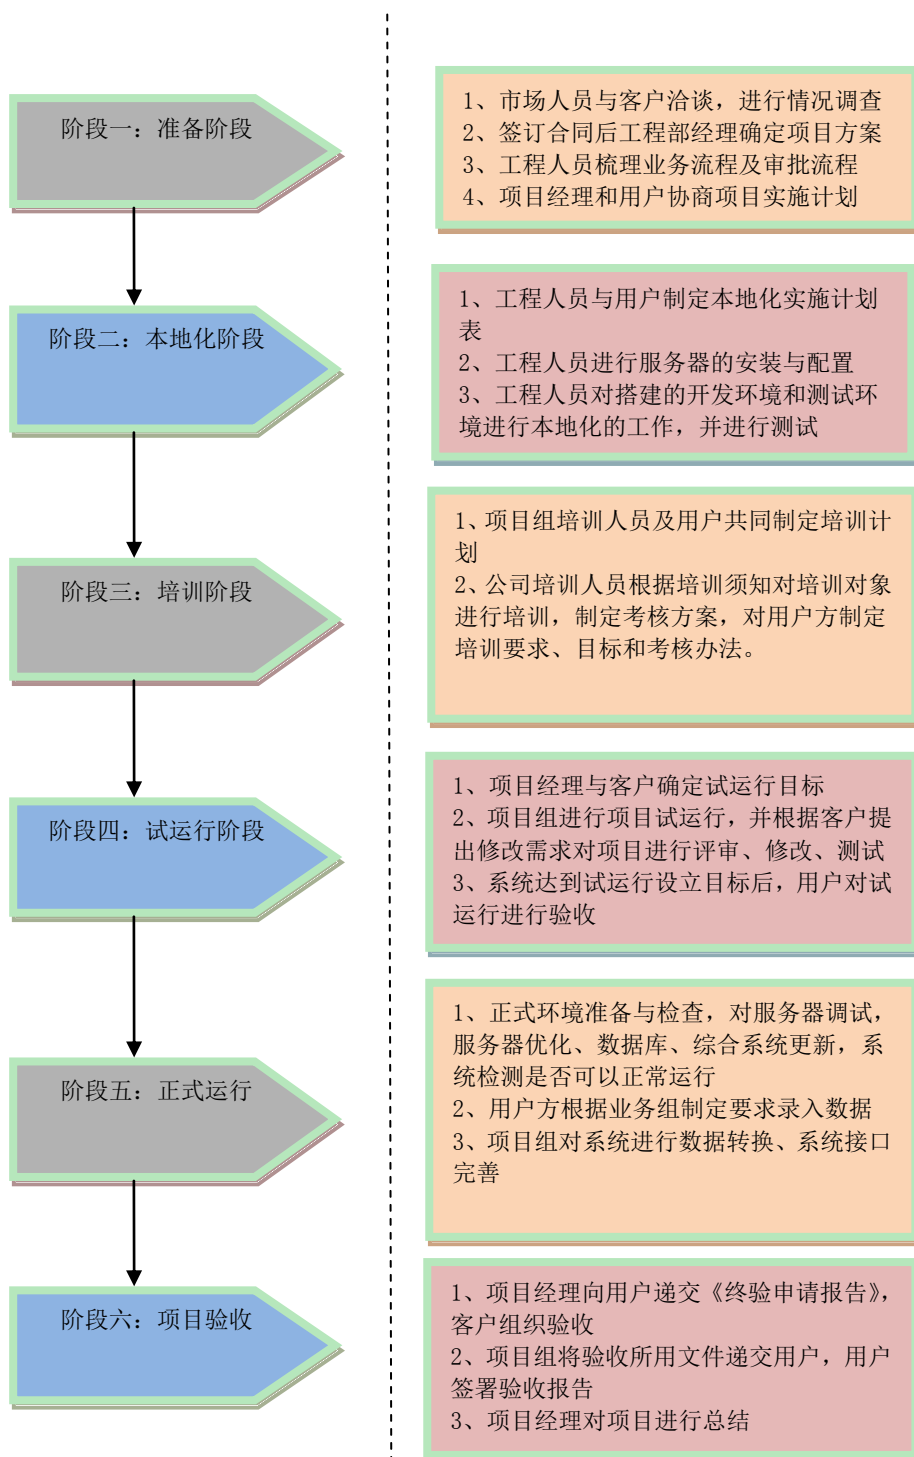 阶段一：准备阶段
1、市场人员与客户洽谈，进行情况调查
2、签订合同后工程部经理确定项目方案
3、工程人员梳理业务流程及审批流程
4、项目经理和用户协商项目实施计划
阶段二：本地化阶段
1、工程人员与用户制定本地化实施计划
表
2、工程人员进行服务器的安装与配置
3、工程人员对搭建的开发环境和测试环
境进行本地化的工作，并进行测试
阶段三：培训阶段
1、项目组培训人员及用户共同制定培训计
划
2、公司培训人员根据培训须知对培训对象
进行培训，制定考核方案，对用户方制定
培训要求、目标和考核办法。
阶段四：试运行阶段
1、项目经理与客户确定试运行目标
2、项目组进行项目试运行，并根据客户提
出修改需求对项目进行评审、修改、测试
3、系统达到试运行设立目标后，用户对试
运行进行验收
阶段五：正式运行
1、正式环境准备与检查，对服务器调试，
服务器优化、数据库、综合系统更新，系
统检测是否可以正常运行
2、用户方根据业务组制定要求录入数据
3、项目组对系统进行数据转换、系统接口
完善
阶段六：项目验收
1、项目经理向用户递交《终验申请报告》，
客户组织验收
2、项目组将验收所用文件递交用户，用户
签署验收报告
3、项目经理对项目进行总结